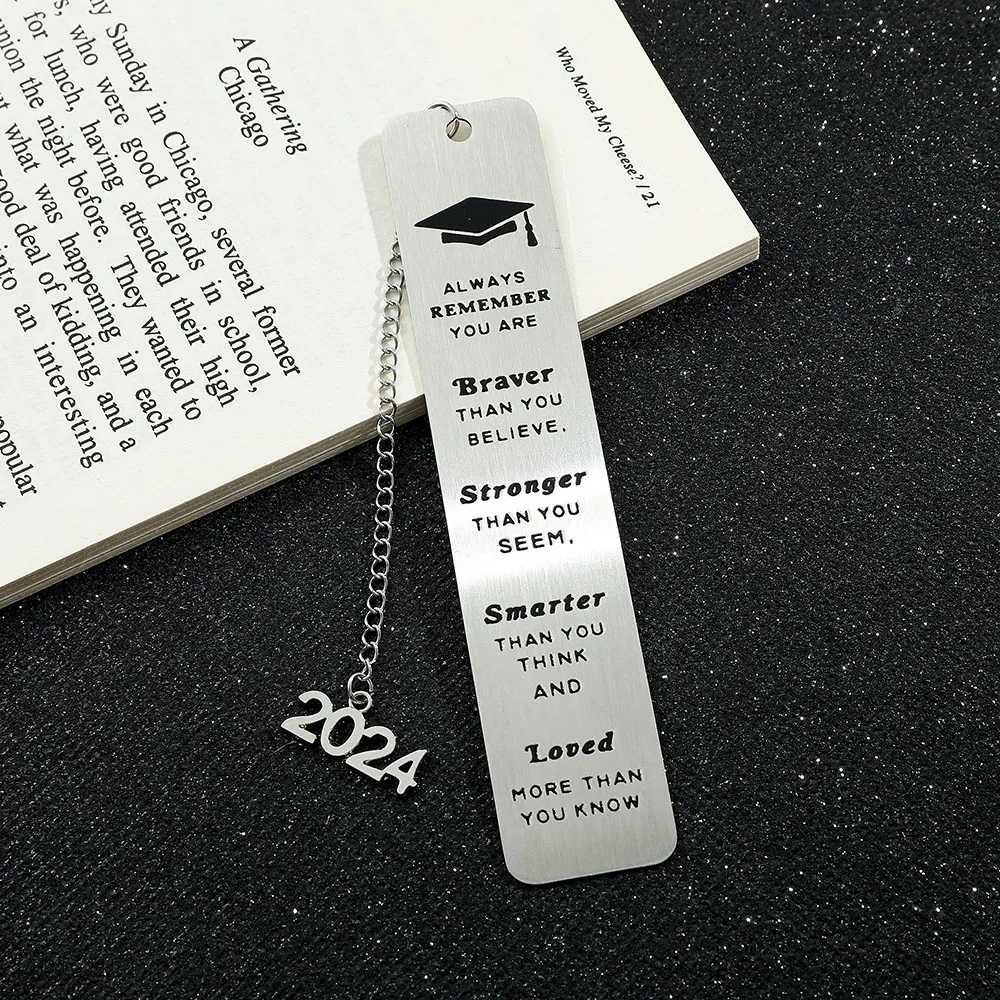 A Gathering
Chicago
Sunday in Chicago, several former
who were good friends in school,
for lunch, having attended their high
union the night before. They wanted to
what was happening in each
good deal of kidding, and a
into an interesting
popular
Who Moved My Cheese? / 21
ALWAYS
REMEMBER
YOU ARE
Braver
THAN YOU
BELIEVE.
Stronger
THAN YOU
SEEM,
Smarter
THAN YOU
THINK
AND
Loved
MORE THAN
YOU KNOW
2024